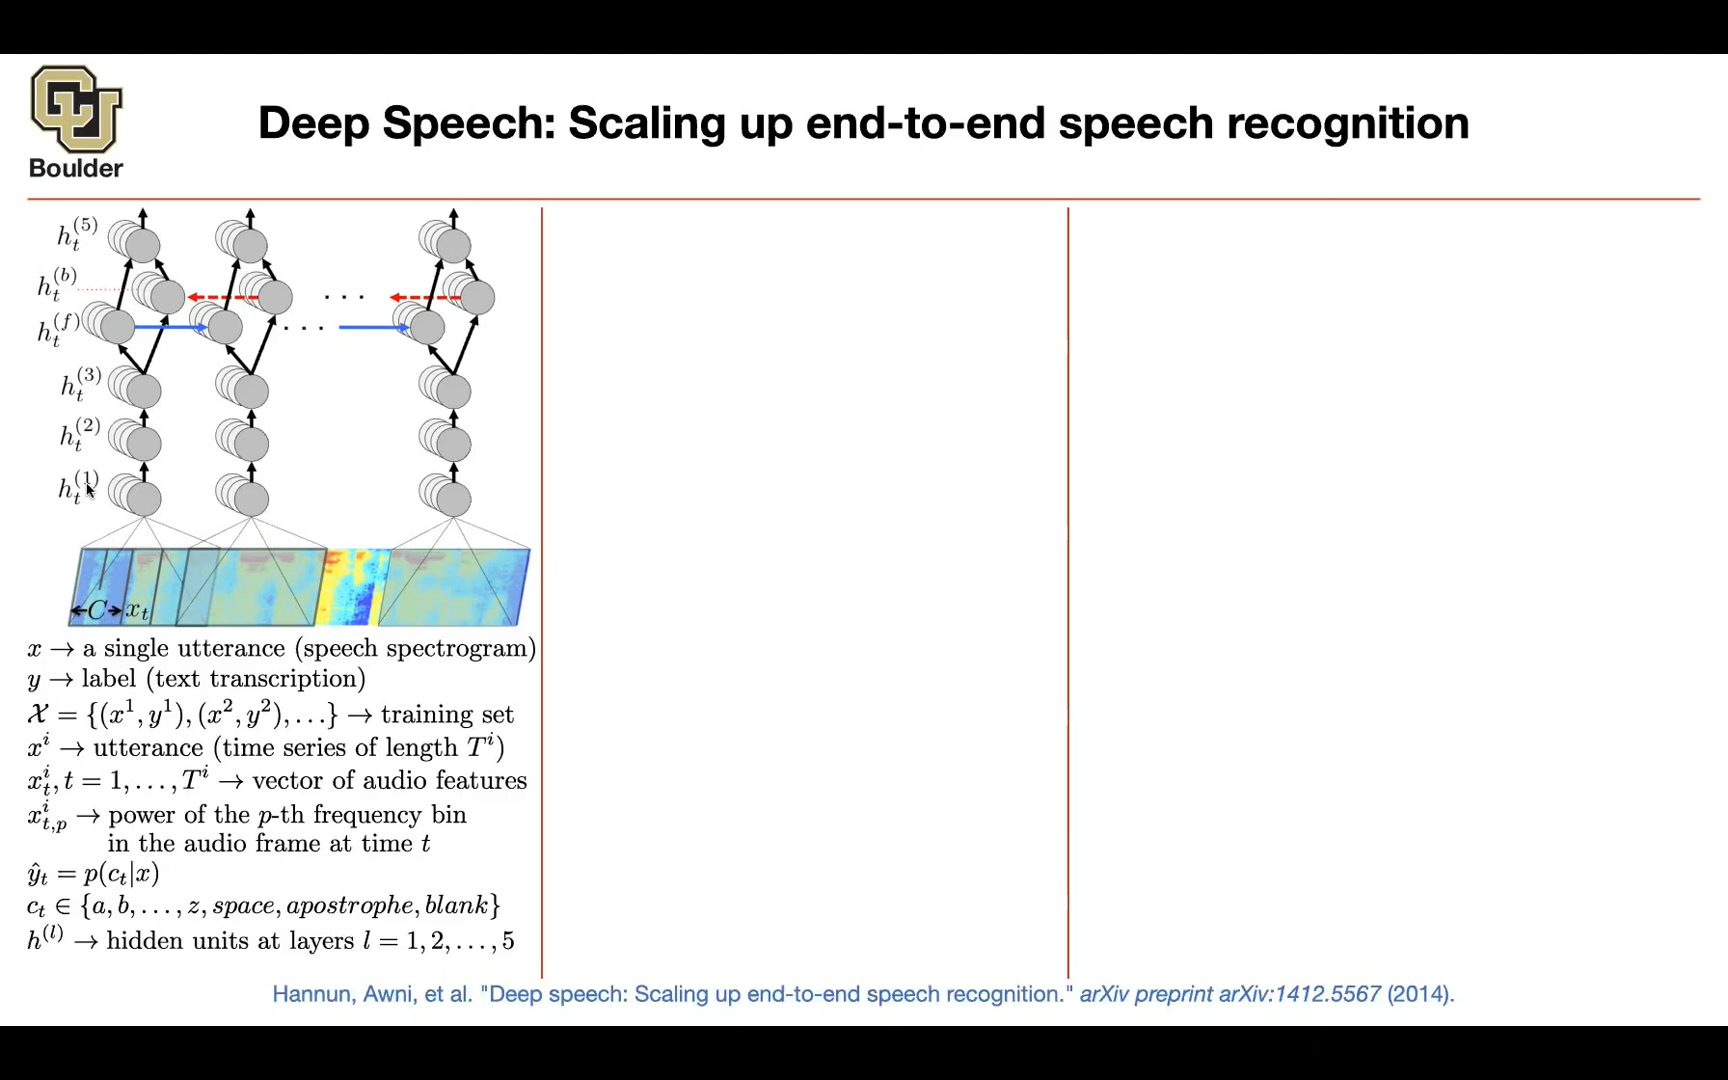 Boulder
Deep Speech: Scaling up end-to-end speech recognition
h_t^{(5)}
h_t^{(b)}
h_t^{(f)}
h_t^{(3)}
h_t^{(2)}
h_t^{(1)}
C x_t
x → a single utterance (speech spectrogram)
y → label (text transcription)
𝒳 = {(x^1, y^1), (x^2, y^2), . . .} → training set
x^i → utterance (time series of length T^i)
x_t^i, t = 1, . . . , T^i → vector of audio features
x_{t,p}^i → power of the p-th frequency bin
in the audio frame at time t
ŷ_t = p(c_t|x)
c_t ∈ {a, b, . . . , z, space, apostrophe, blank}
h^{(l)} → hidden units at layers l = 1, 2, . . . , 5
Hannun, Awni, et al. "Deep speech: Scaling up end-to-end speech recognition." arXiv preprint arXiv:1412.5567 (2014).